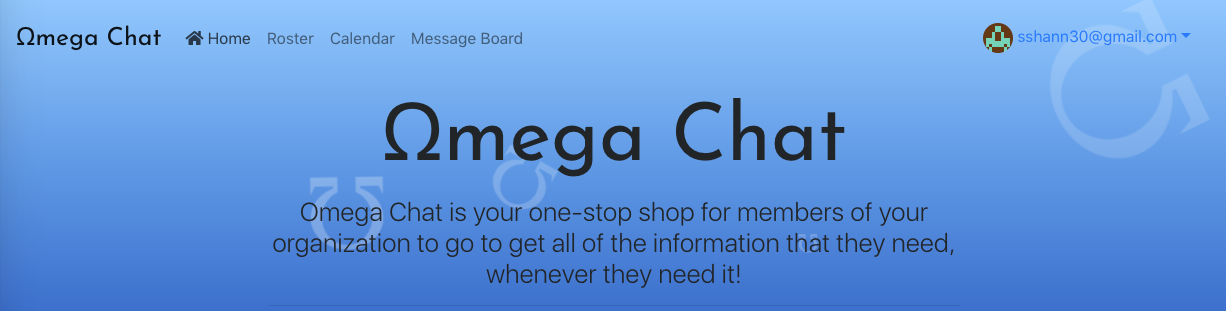 Ωmega Chat Home Roster Calendar Message Board sshann30@gmail.com
Ωmega Chat
Omega Chat is your one-stop shop for members of your
organization to go to get all of the information that they need,
whenever they need it!